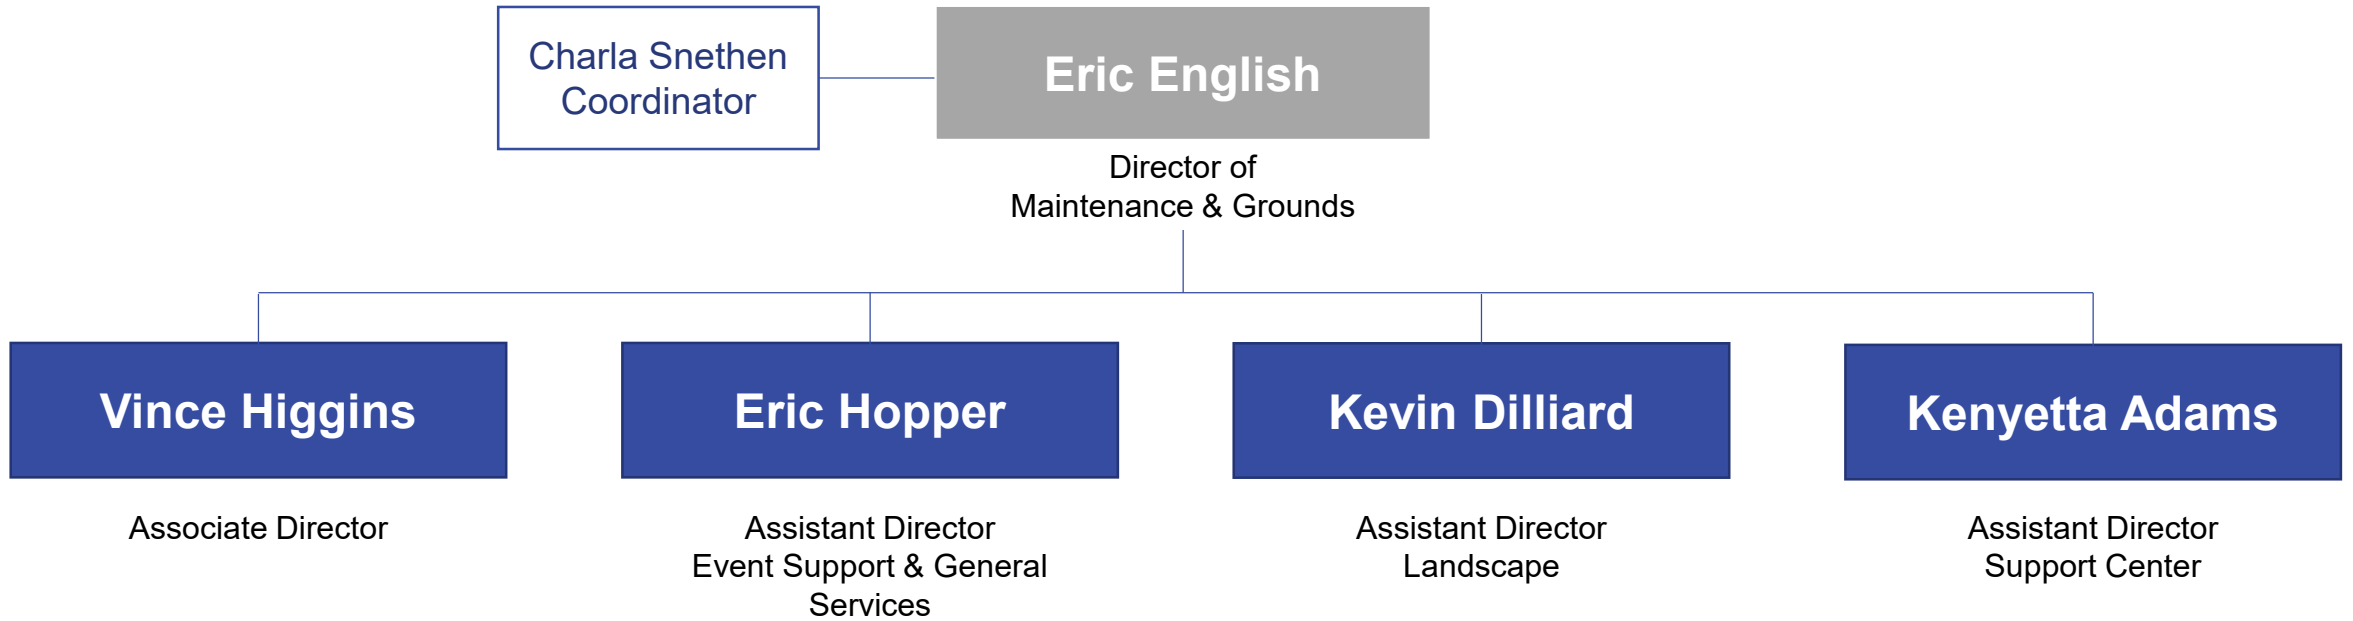 Charla Snethen
Coordinator
Eric English
Director of
Maintenance & Grounds
Vince Higgins
Associate Director
Eric Hopper
Assistant Director
Event Support & General
Services
Kevin Dilliard
Assistant Director
Landscape
Kenyetta Adams
Assistant Director
Support Center